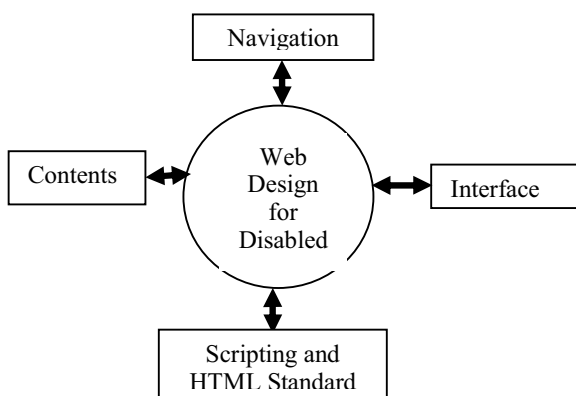 Navigation
Contents
Web
Design
for
Disabled
Interface
Scripting and
HTML Standard